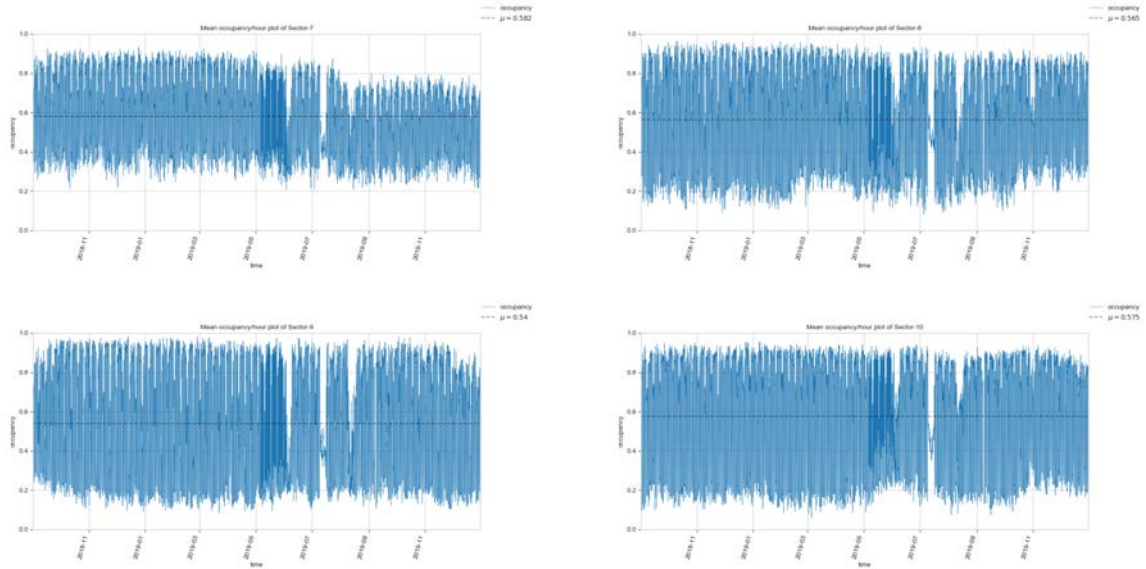 occupancy
μ = 0.582
Mean occupancy/hour plot of Sector-7
1.0
0.8
0.6
0.4
0.2
0.0
occupancy
2018-11
2019-01
2019-03
2019-05
2019-07
2019-09
2019-11
time
occupancy
μ = 0.565
Mean occupancy/hour plot of Sector-8
1.0
0.8
0.6
0.4
0.2
0.0
occupancy
2018-11
2019-01
2019-03
2019-05
2019-07
2019-09
2019-11
time
occupancy
μ = 0.54
Mean occupancy/hour plot of Sector-9
1.0
0.8
0.6
0.4
0.2
0.0
occupancy
2018-11
2019-01
2019-03
2019-05
2019-07
2019-09
2019-11
time
occupancy
μ = 0.575
Mean occupancy/hour plot of Sector-10
1.0
0.8
0.6
0.4
0.2
0.0
occupancy
2018-11
2019-01
2019-03
2019-05
2019-07
2019-09
2019-11
time